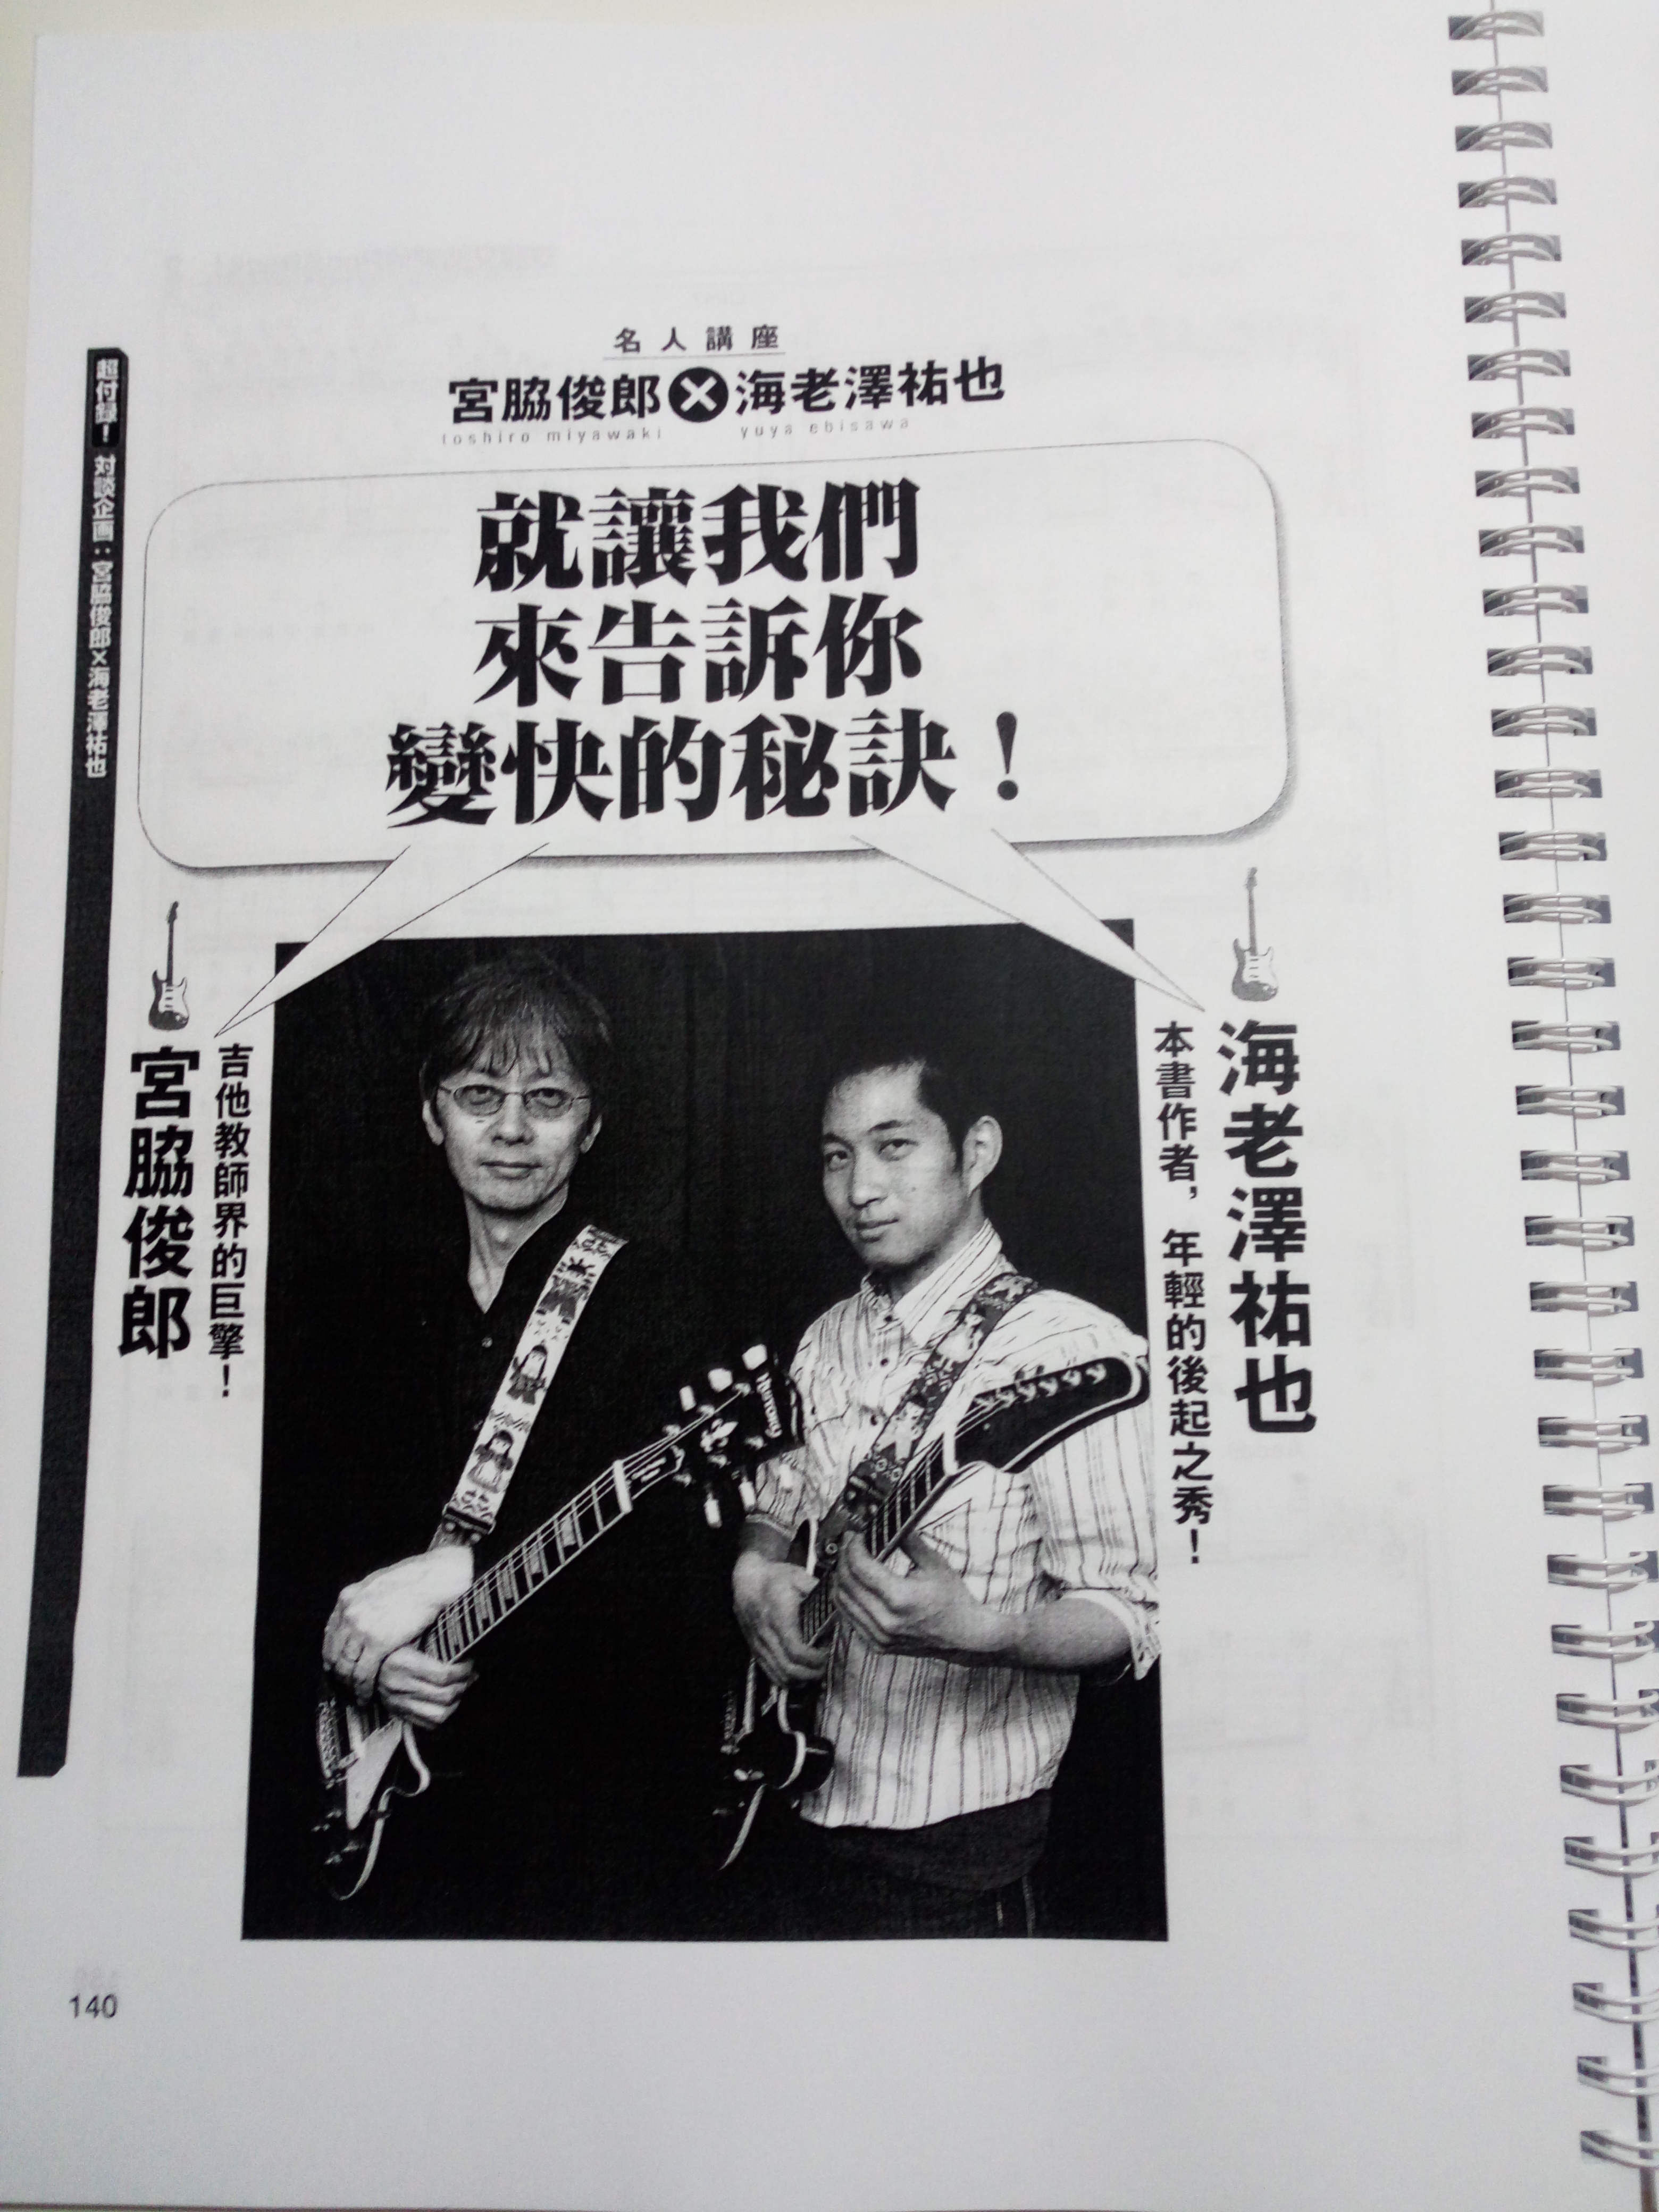 名人講座
宮脇俊郎×海老澤祐也
toshiro miyawaki yuya ebisawa
就讓我們
來告訴你
變快的秘訣！
超付録！ 対談企画：宮脇俊郎×海老澤祐也
宮脇俊郎
吉他教師界的巨擎！
海老澤祐也
本書作者，年輕的後起之秀！
140